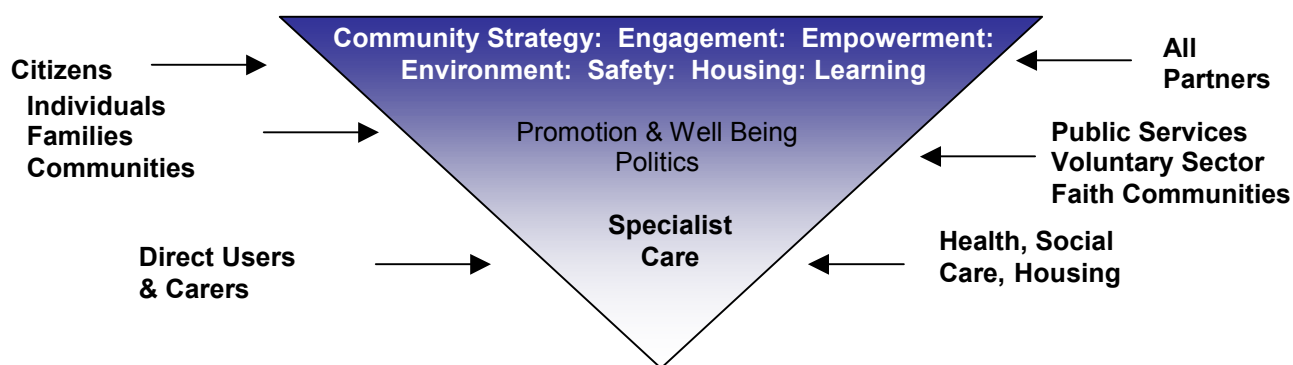 Community Strategy: Engagement: Empowerment:
Environment: Safety: Housing: Learning
Citizens
Individuals
Families
Communities
All
Partners
Promotion & Well Being
Politics
Public Services
Voluntary Sector
Faith Communities
Direct Users
& Carers
Specialist
Care
Health, Social
Care, Housing